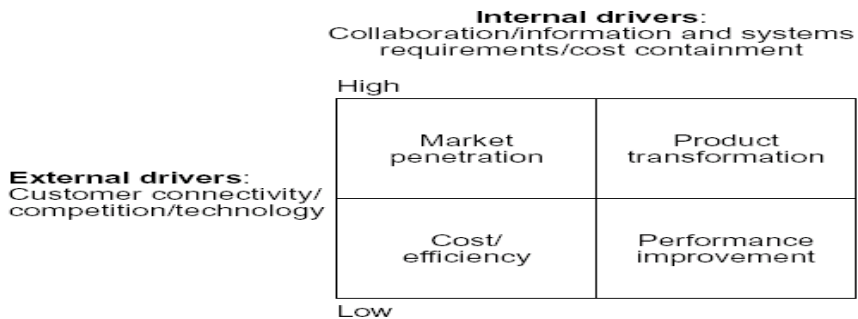 Internal drivers:
Collaboration/information and systems
requirements/cost containment
High
Market
penetration
Product
transformation
External drivers:
Customer connectivity/
competition/technology
Cost/
efficiency
Performance
improvement
Low